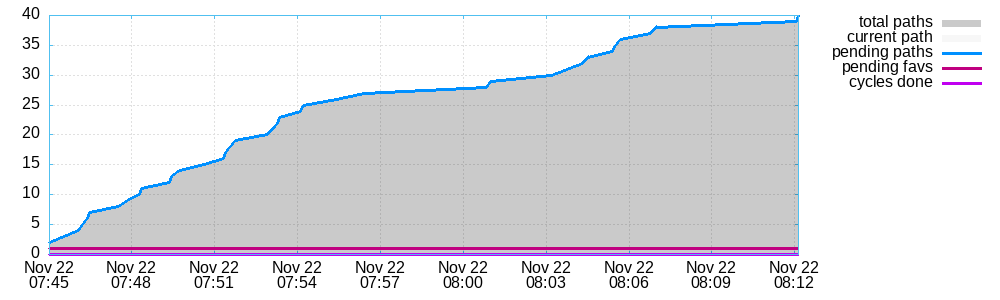 40
35
30
25
20
15
10
5
0
Nov 22 Nov 22 Nov 22 Nov 22 Nov 22 Nov 22 Nov 22 Nov 22 Nov 22 Nov 22
07:45 07:48 07:51 07:54 07:57 08:00 08:03 08:06 08:09 08:12
total paths
current path
pending paths
pending favs
cycles done